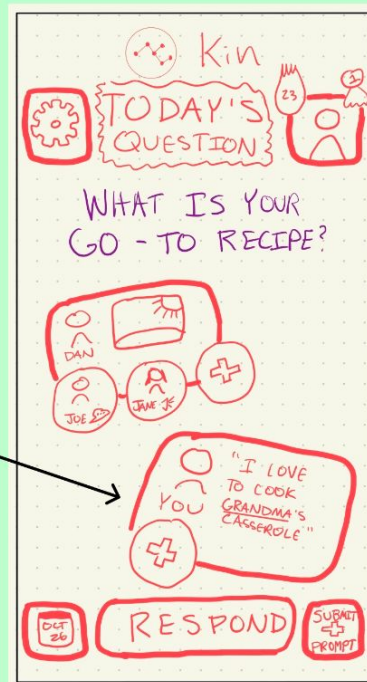 Kin
TODAY'S
QUESTION
23
1
WHAT IS YOUR
GO-TO RECIPE?
DAN
JOE
JANE
YOU
"I LOVE
TO COOK
GRANDMA'S
CASSEROLE"
OCT
26
RESPOND
SUBMIT
+
PROMPT